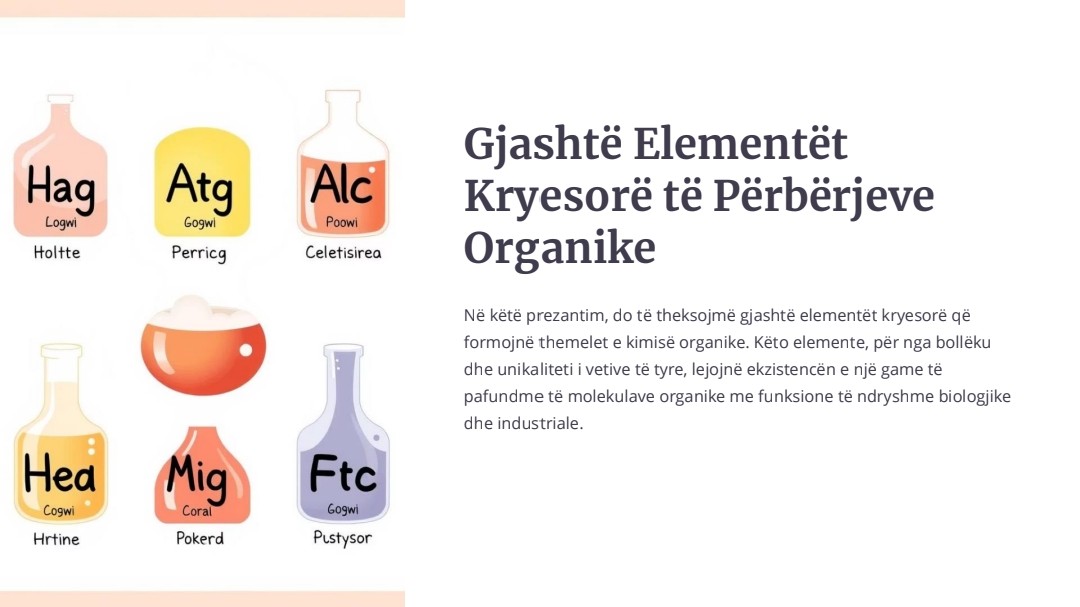 Hag
Logwi
Holtte
Atg
Gogwi
Perricg
Alc
Poowi
Celetisirea
Hea
Cogwi
Hrtine
Mig
Coral
Pokerd
Ftc
Gogwi
Pustysor
Gjashtë Elementët
Kryesorë të Përbërjeve
Organike
Në këtë prezantim, do të theksojmë gjashtë elementët kryesorë që
formojnë themelet e kimisë organike. Këto elemente, për nga bollëku
dhe unikaliteti i vetive të tyre, lejojnë ekzistencën e një game të
pafundme të molekulave organike me funksione të ndryshme biologjike
dhe industriale.